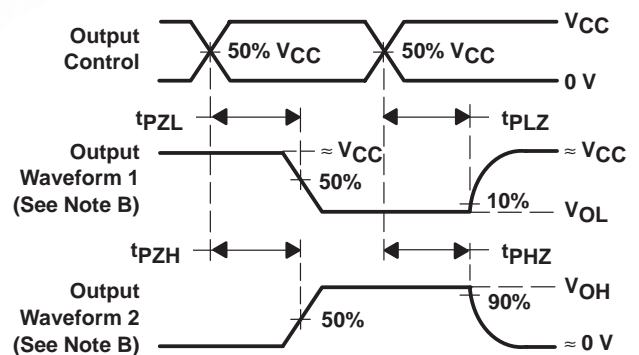 Output
Control
50% VCC
50% VCC
VCC
0 V
tPZL
tPLZ
Output
Waveform 1
(See Note B)
≈ VCC
50%
≈ VCC
10%
VOL
tPZH
tPHZ
Output
Waveform 2
(See Note B)
50%
VOH
90%
≈ 0 V